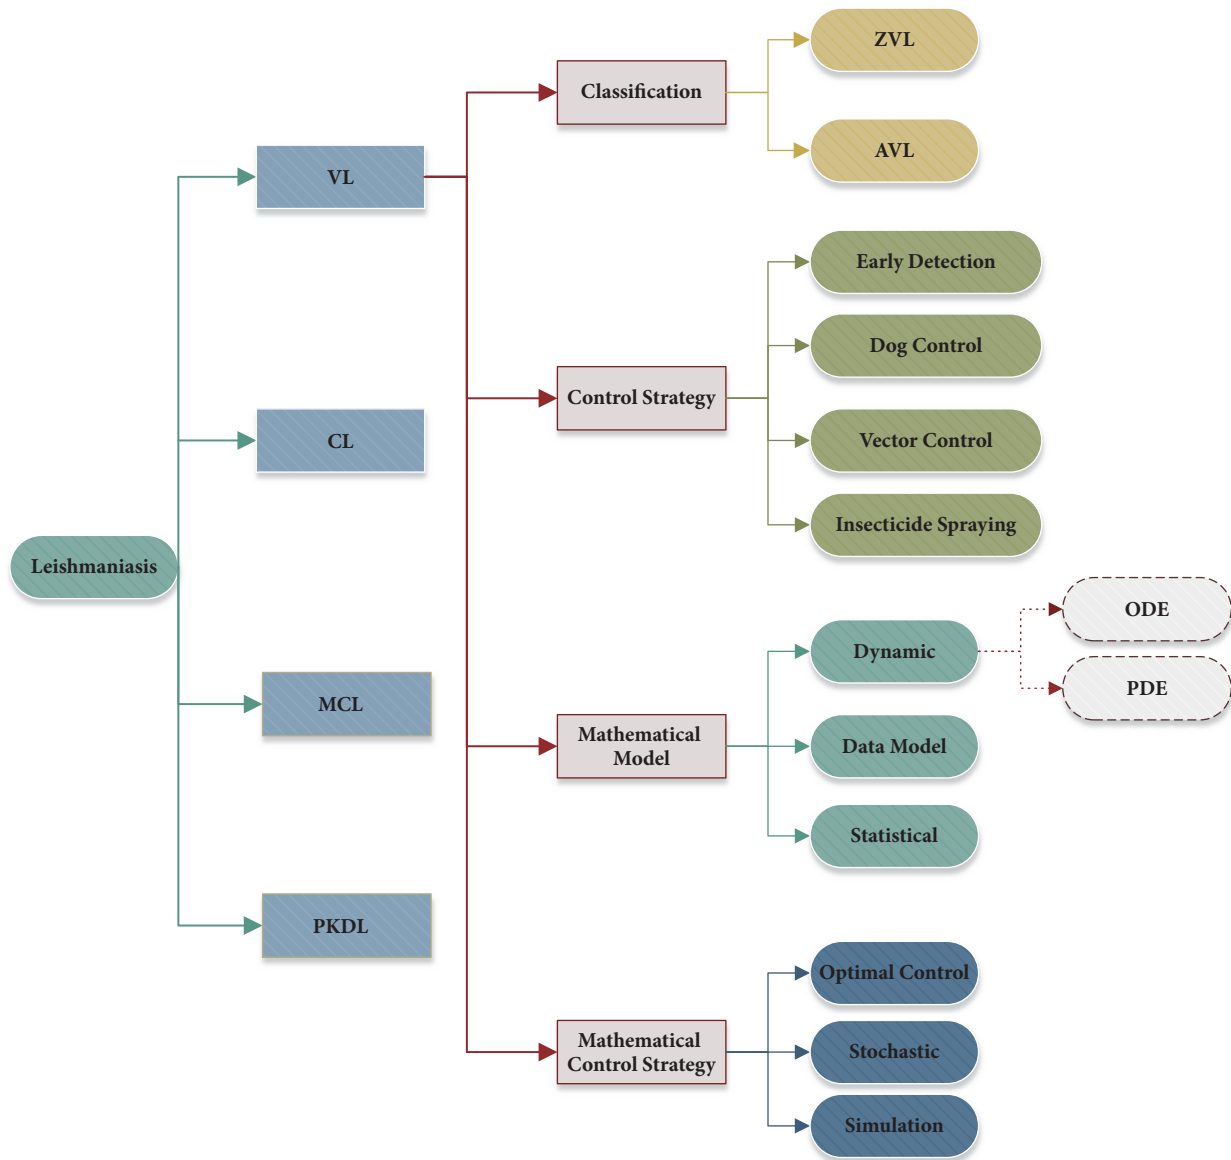 Leishmaniasis
VL
CL
MCL
PKDL
Classification
ZVL
AVL
Control Strategy
Early Detection
Dog Control
Vector Control
Insecticide Spraying
Mathematical
Model
Dynamic
ODE
PDE
Data Model
Statistical
Mathematical
Control Strategy
Optimal Control
Stochastic
Simulation